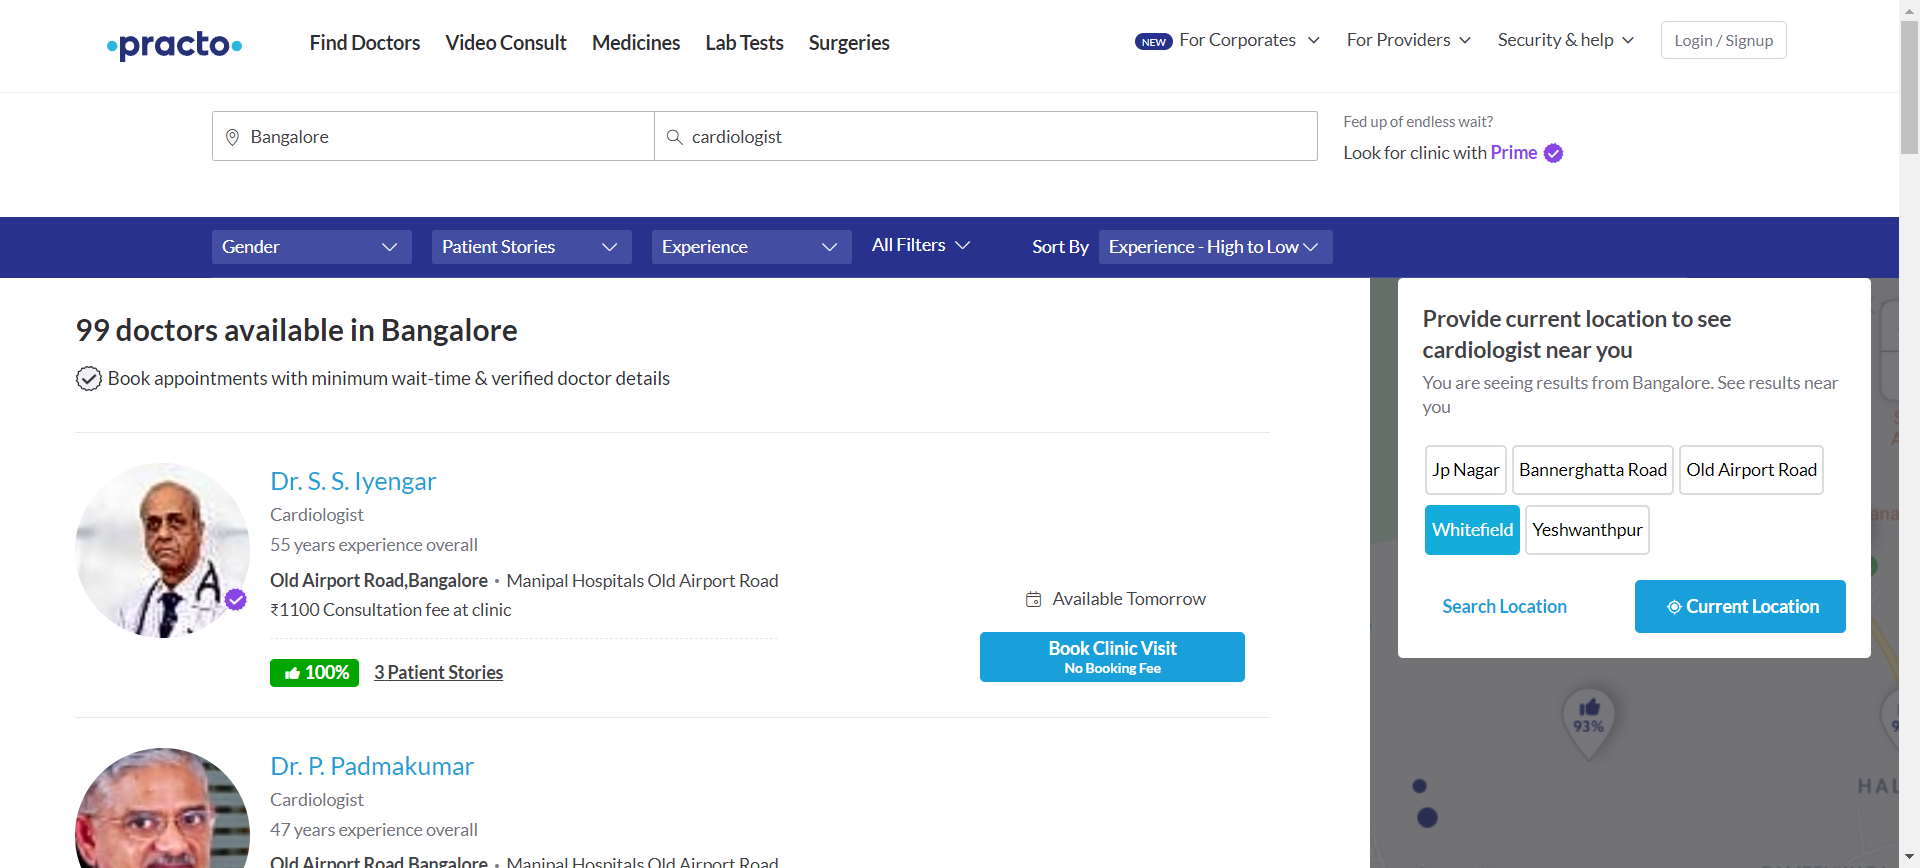 practo
Find Doctors
Video Consult
Medicines
Lab Tests
Surgeries
NEW
For Corporates
For Providers
Security & help
Login / Signup
Bangalore
cardiologist
Fed up of endless wait?
Look for clinic with Prime
Gender
Patient Stories
Experience
All Filters
Sort By
Experience - High to Low
99 doctors available in Bangalore
Book appointments with minimum wait-time & verified doctor details
Dr. S. S. Iyengar
Cardiologist
55 years experience overall
Old Airport Road,Bangalore • Manipal Hospitals Old Airport Road
₹1100 Consultation fee at clinic
100%
3 Patient Stories
Available Tomorrow
Book Clinic Visit
No Booking Fee
Dr. P. Padmakumar
Cardiologist
47 years experience overall
Old Airport Road,Bangalore • Manipal Hospitals Old Airport Road
Provide current location to see
cardiologist near you
You are seeing results from Bangalore. See results near
you
Jp Nagar
Bannerghatta Road
Old Airport Road
Whitefield
Yeshwanthpur
Search Location
Current Location
93%
HAL